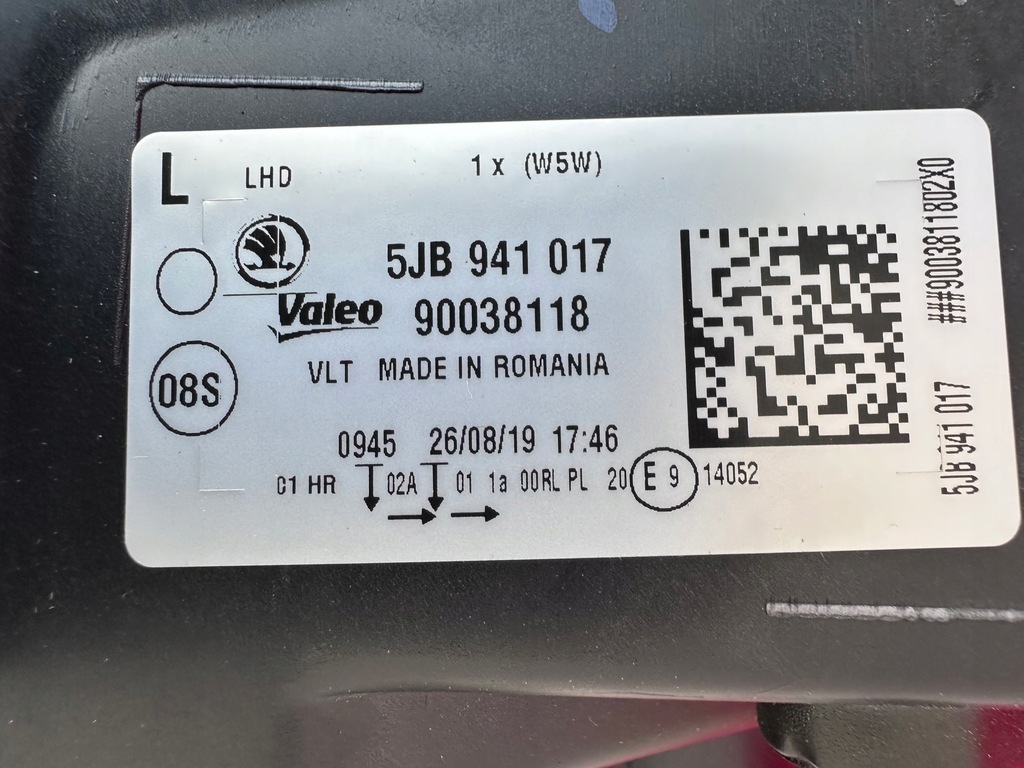 L LHD 1 x (W5W)
5JB 941 017
Valeo 90038118
VLT MADE IN ROMANIA
08S
0945 26/08/19 17:46
01 HR 02A 01 1a 00RL PL 20 E 9 14052
###9003811802X0
5JB 941 017